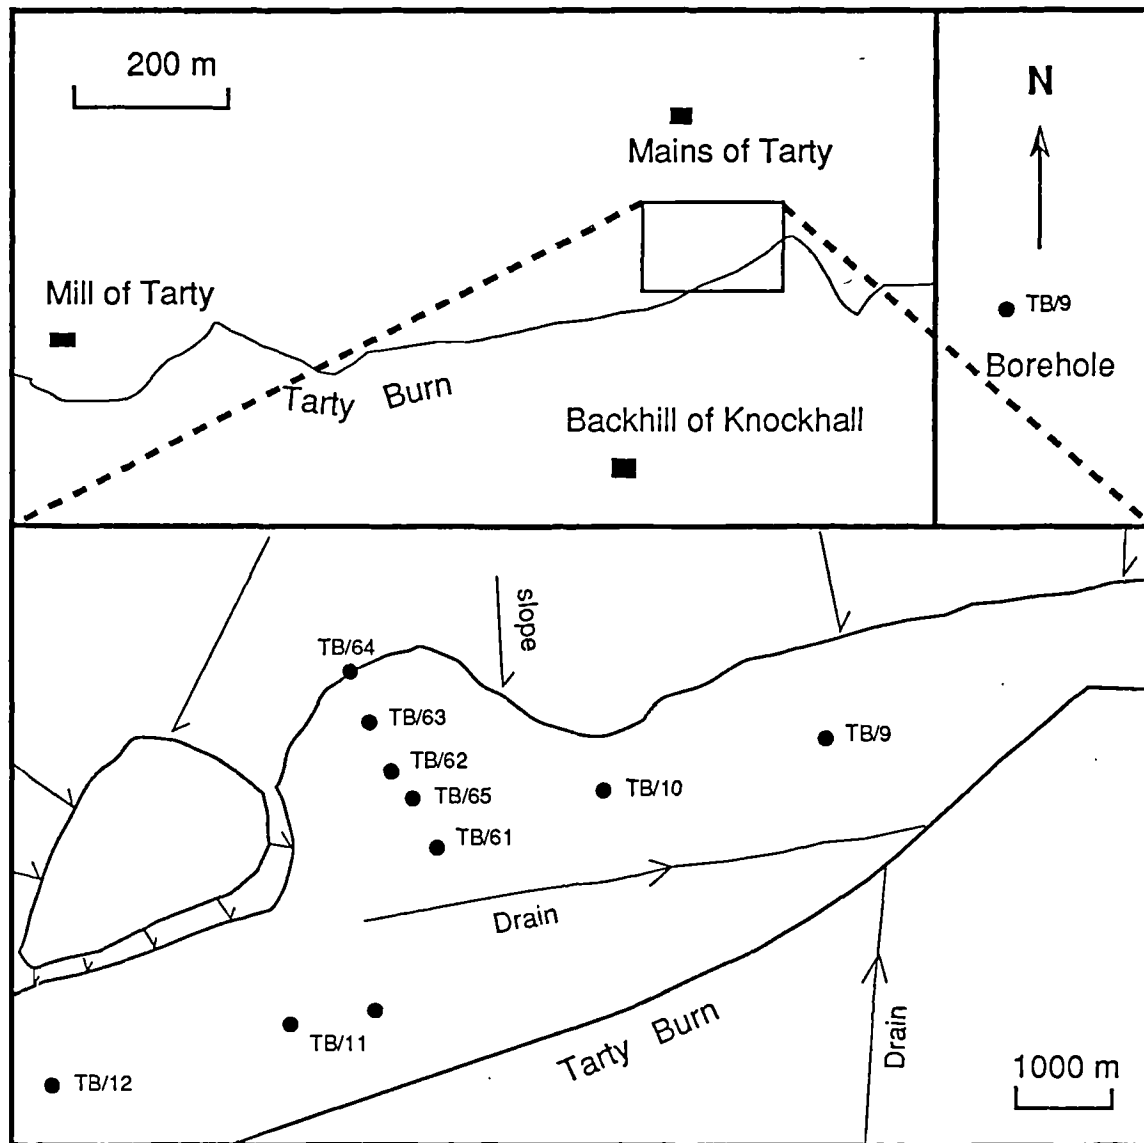 200 m
N
Mains of Tarty
Mill of Tarty
TB/9
Borehole
Tarty Burn
Backhill of Knockhall
slope
TB/64
TB/63
TB/9
TB/62
TB/65
TB/10
TB/61
Drain
TB/11
Tarty Burn
Drain
1000 m
TB/12